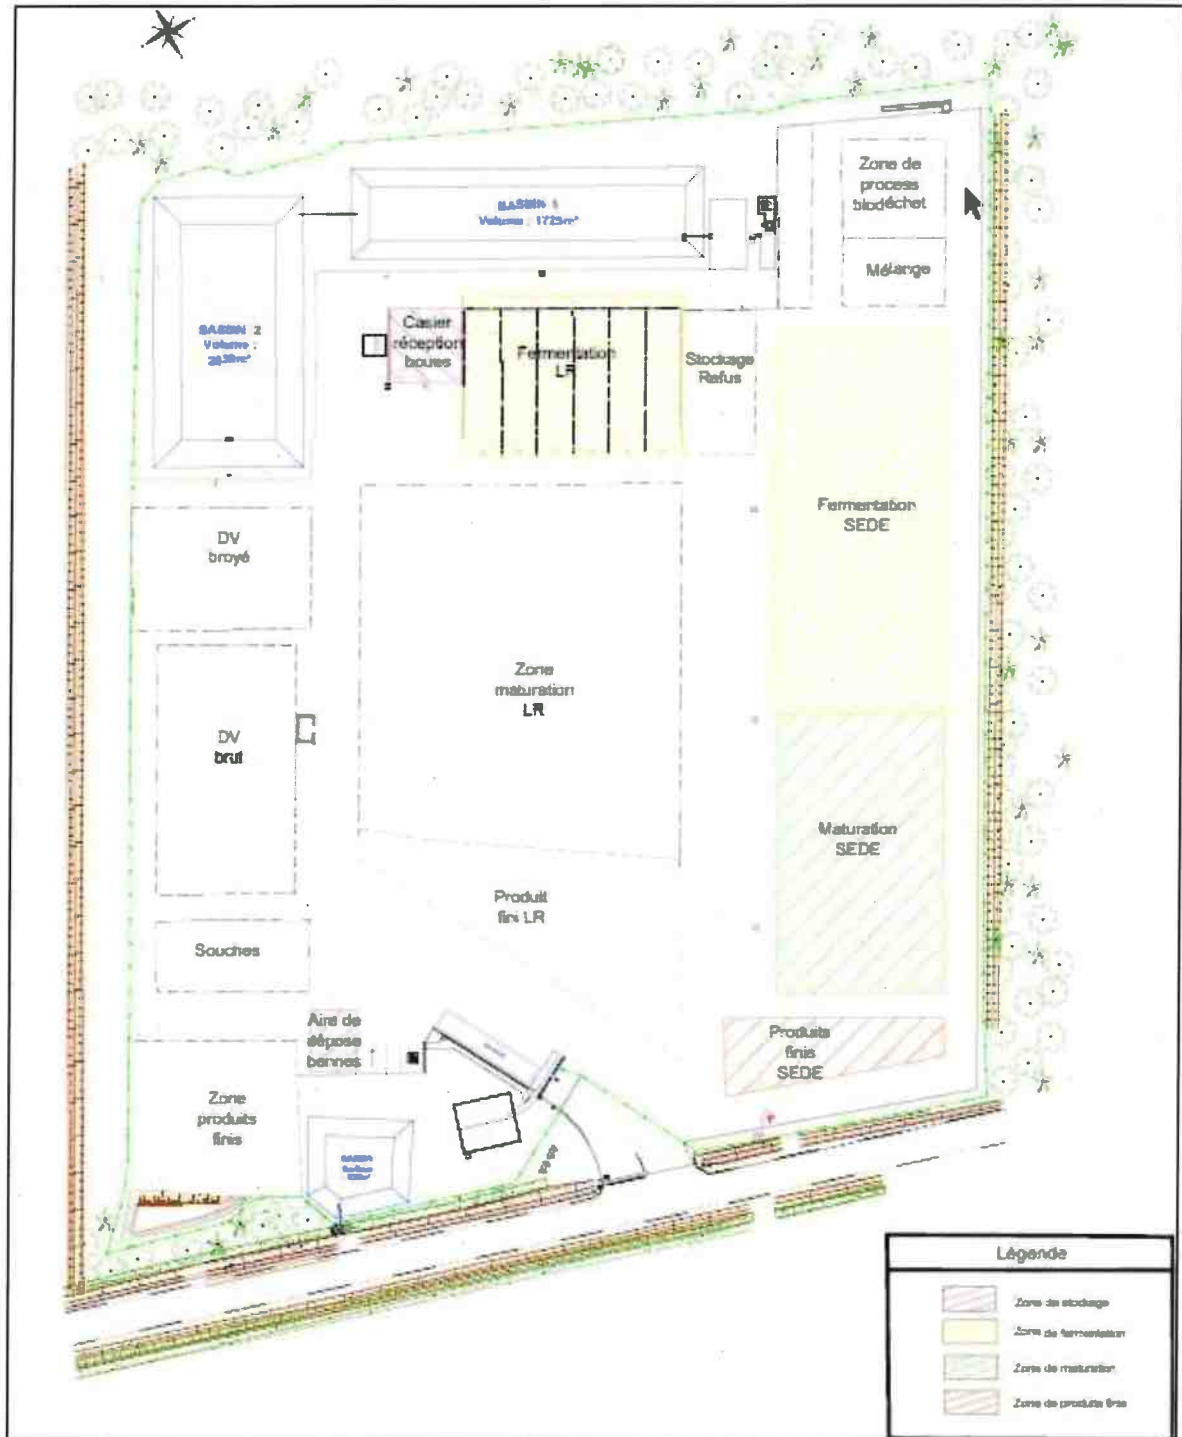 Zone de
process
biodéchet
Mélange
BASSIN 1
Volume : 1725m³
BASSIN 2
Volume :
Casier
réception
boues
Fermentation
LR
Stockage
Refus
Fermentation
SEDE
DV
broyé
Zone
maturation
LR
DV
brut
Maturation
SEDE
Produit
fini LR
Souches
Aire de
dépose
bennes
Produits
finis
SEDE
Zone
produits
finis
BASSIN
Légende
Zone de stockage
Zone de fermentation
Zone de maturation
Zone de produits finis